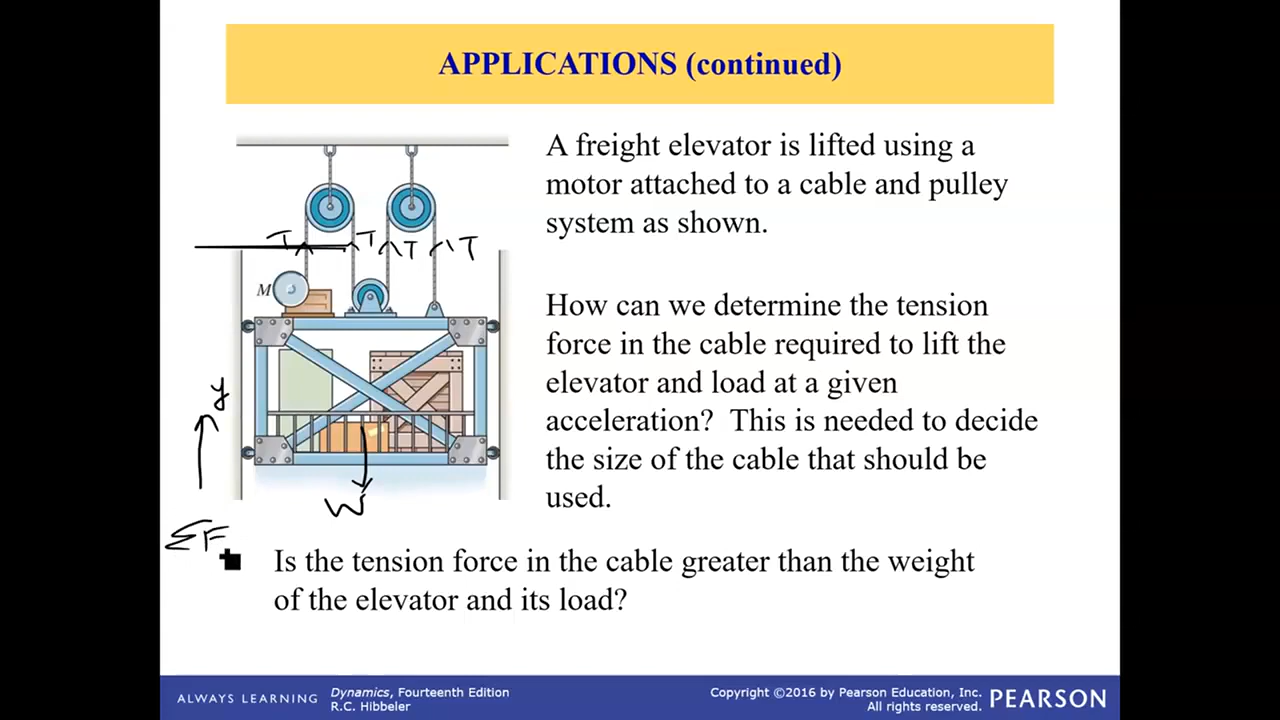 APPLICATIONS (continued)
A freight elevator is lifted using a
motor attached to a cable and pulley
system as shown.
T T T T
M
How can we determine the tension
force in the cable required to lift the
elevator and load at a given
acceleration? This is needed to decide
the size of the cable that should be
used.
y
W
ΣF
Is the tension force in the cable greater than the weight
of the elevator and its load?
ALWAYS LEARNING
Dynamics, Fourteenth Edition
R.C. Hibbeler
Copyright ©2016 by Pearson Education, Inc.
All rights reserved.
PEARSON